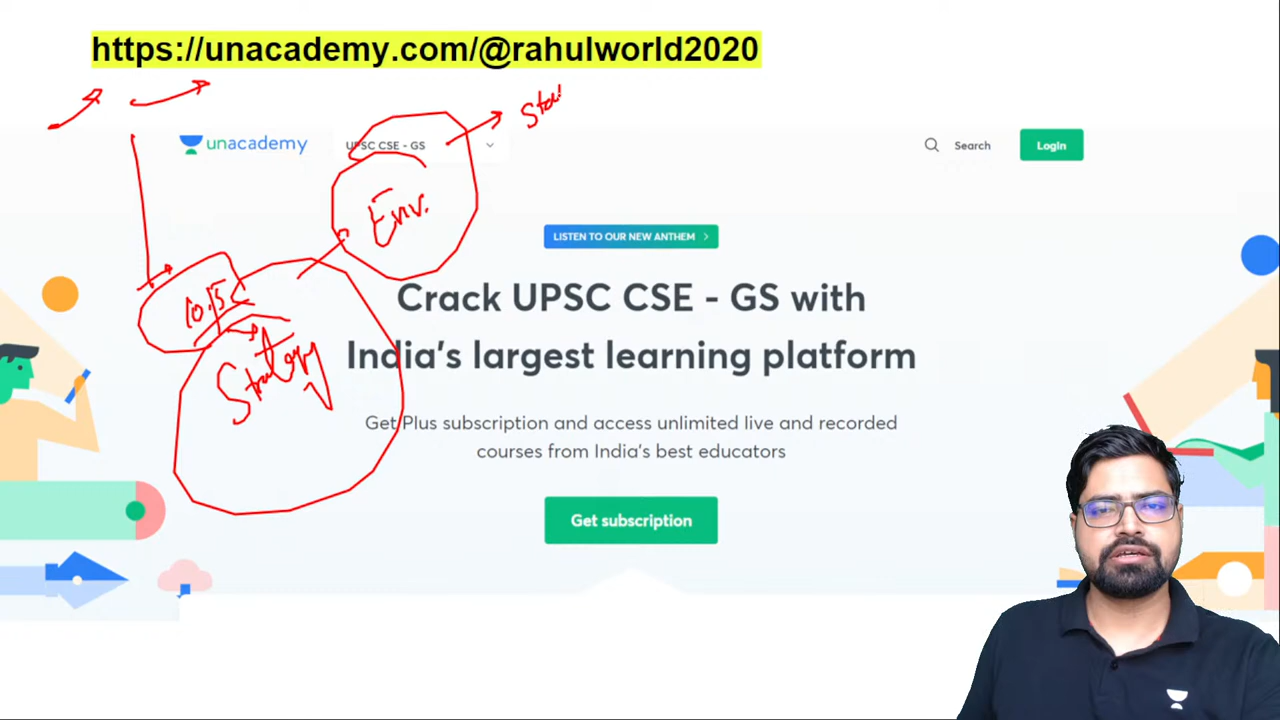 https://unacademy.com/@rahulworld2020
unacademy
UPSC CSE - GS
Search
Login
Env.
LISTEN TO OUR NEW ANTHEM
Crack UPSC CSE - GS with
India's largest learning platform
Strategy
Get Plus subscription and access unlimited live and recorded
courses from India's best educators
Get subscription